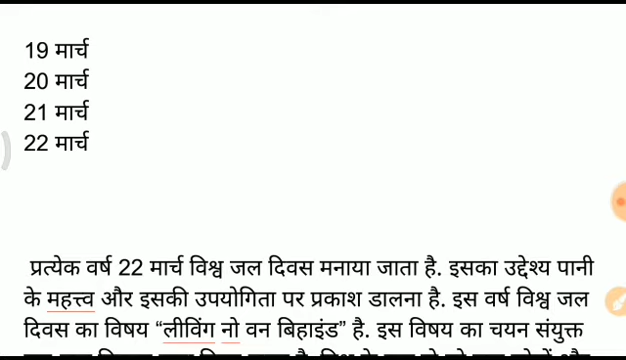 19 मार्च
20 मार्च
21 मार्च
22 मार्च
प्रत्येक वर्ष 22 मार्च विश्व जल दिवस मनाया जाता है. इसका उद्देश्य पानी
के महत्त्व और इसकी उपयोगिता पर प्रकाश डालना है. इस वर्ष विश्व जल
दिवस का विषय “लीविंग नो वन बिहाइंड” है. इस विषय का चयन संयुक्त